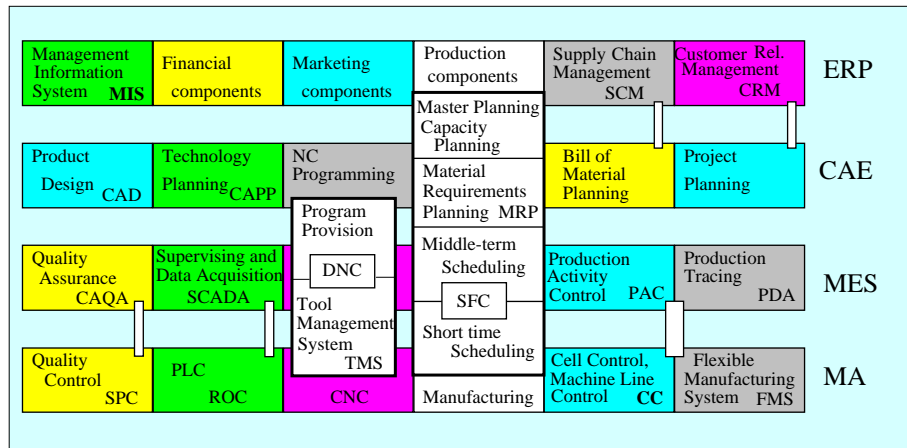 Management
Information
System MIS
Financial
components
Marketing
components
Production
components
Supply Chain
Management
SCM
Customer Rel.
Management
CRM
ERP
Master Planning
Capacity
Planning
Product
Design CAD
Technology
Planning CAPP
NC
Programming
Material
Requirements
Planning MRP
Bill of
Material
Planning
Project
Planning
CAE
Program
Provision
DNC
Tool
Management
System
TMS
Middle-term
Scheduling
SFC
Short time
Scheduling
Quality
Assurance
CAQA
Supervising and
Data Acquisition
SCADA
Production
Activity
Control PAC
Production
Tracing
PDA
MES
Quality
Control
SPC
PLC
ROC
CNC
Manufacturing
Cell Control,
Machine Line
Control CC
Flexible
Manufacturing
System FMS
MA